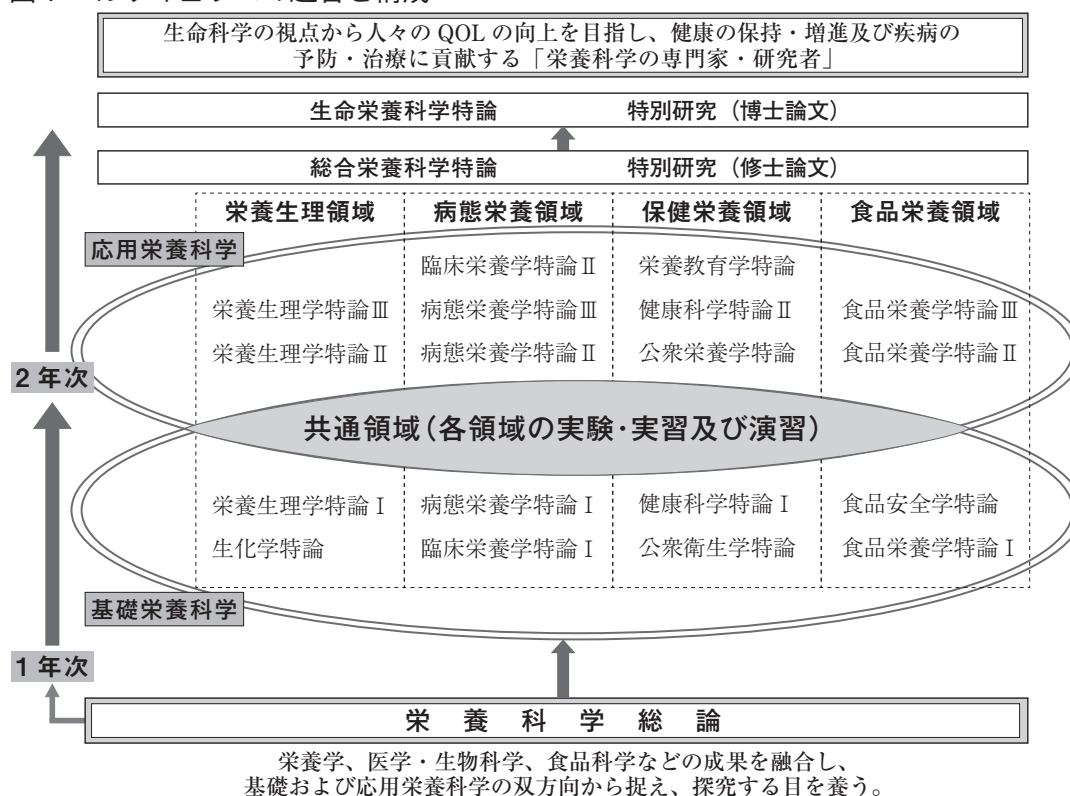 生命科学の視点から人々の QOL の向上を目指し、健康の保持・増進及び疾病の
予防・治療に貢献する「栄養科学の専門家・研究者」
生命栄養科学特論 特別研究（博士論文）
総合栄養科学特論 特別研究（修士論文）
栄養生理領域 病態栄養領域 保健栄養領域 食品栄養領域
応用栄養科学
臨床栄養学特論Ⅱ 栄養教育学特論
栄養生理学特論Ⅲ 病態栄養学特論Ⅲ 健康科学特論Ⅱ 食品栄養学特論Ⅲ
栄養生理学特論Ⅱ 病態栄養学特論Ⅱ 公衆栄養学特論 食品栄養学特論Ⅱ
2 年次
共通領域（各領域の実験・実習及び演習）
栄養生理学特論Ⅰ 病態栄養学特論Ⅰ 健康科学特論Ⅰ 食品安全学特論
生化学特論 臨床栄養学特論Ⅰ 公衆衛生学特論 食品栄養学特論Ⅰ
基礎栄養科学
1 年次
栄養科学総論
栄養学、医学・生物科学、食品科学などの成果を融合し、
基礎および応用栄養科学の双方向から捉え、探究する目を養う。